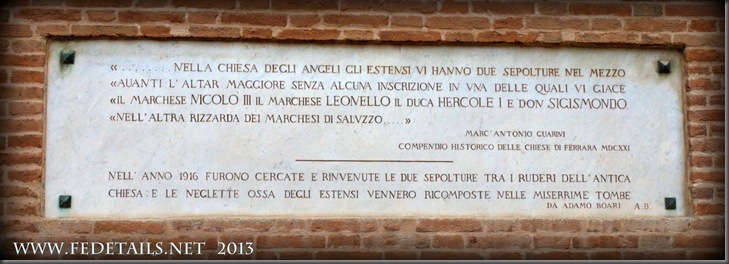 «........NELLA CHIESA DEGLI ANGELI GLI ESTENSI VI HANNO DUE SEPOLTURE NEL MEZZO
«AUANTI L'ALTAR MAGGIORE SENZA ALCUNA INSCRIZIONE IN VNA DELLE QUALI VI GIACE
«IL MARCHESE NICOLO III IL MARCHESE LEONELLO IL DUCA HERCOLE I E DON SIGISMONDO,
«NELL'ALTRA RIZZARDA DEI MARCHESI DI SALVZZO,....»
MARC'ANTONIO GUARINI
COMPENDIO HISTORICO DELLE CHIESE DI FERRARA MDCXXI
NELL'ANNO 1916 FURONO CERCATE E RINVENUTE LE DUE SEPOLTURE TRA I RUDERI DELL'ANTICA
CHIESA: E LE NEGLETTE OSSA DEGLI ESTENSI VENNERO RICOMPOSTE NELLE MISERRIME TOMBE
DA ADAMO BOARI A.B.
WWW.FEDETAILS.NET 2013